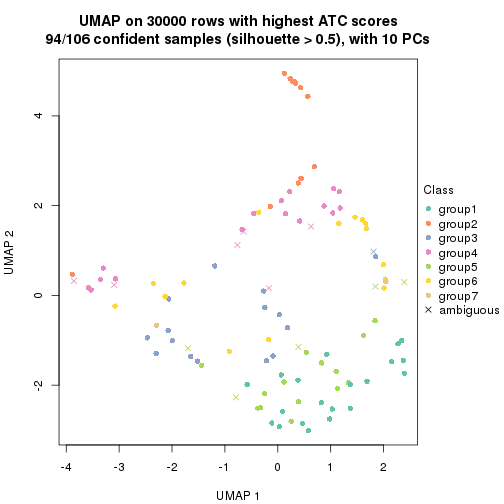 UMAP on 30000 rows with highest ATC scores
94/106 confident samples (silhouette > 0.5), with 10 PCs
UMAP 2
4
2
0
-2
-4
-3
-2
-1
0
1
2
UMAP 1
Class
group1
group2
group3
group4
group5
group6
group7
ambiguous